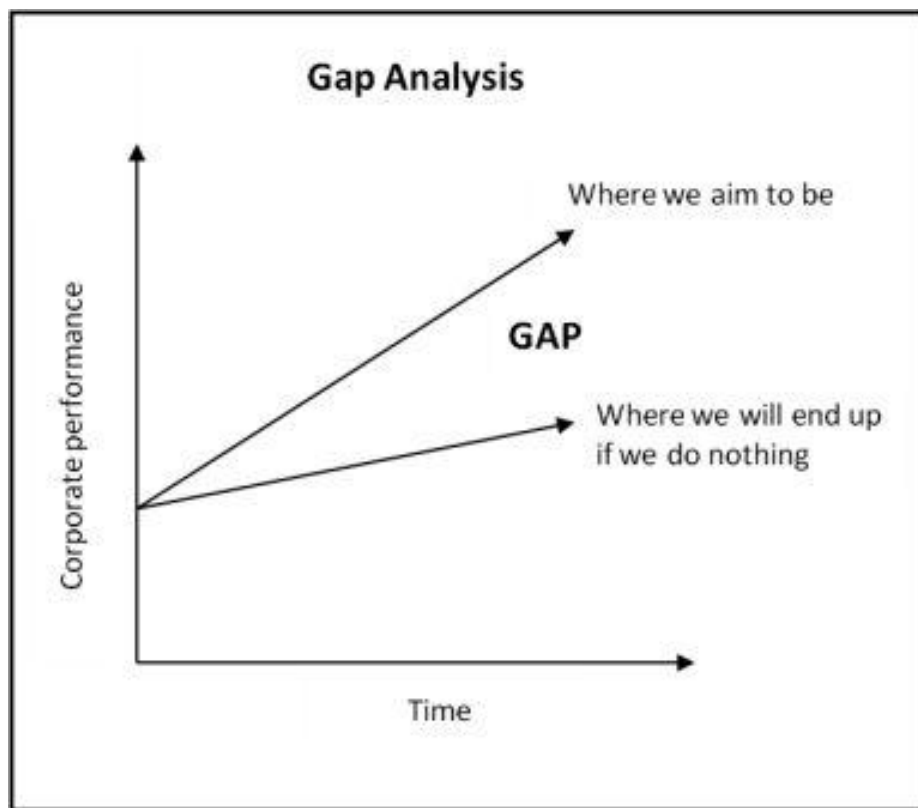 Gap Analysis
Where we aim to be
GAP
Where we will end up
if we do nothing
Corporate performance
Time